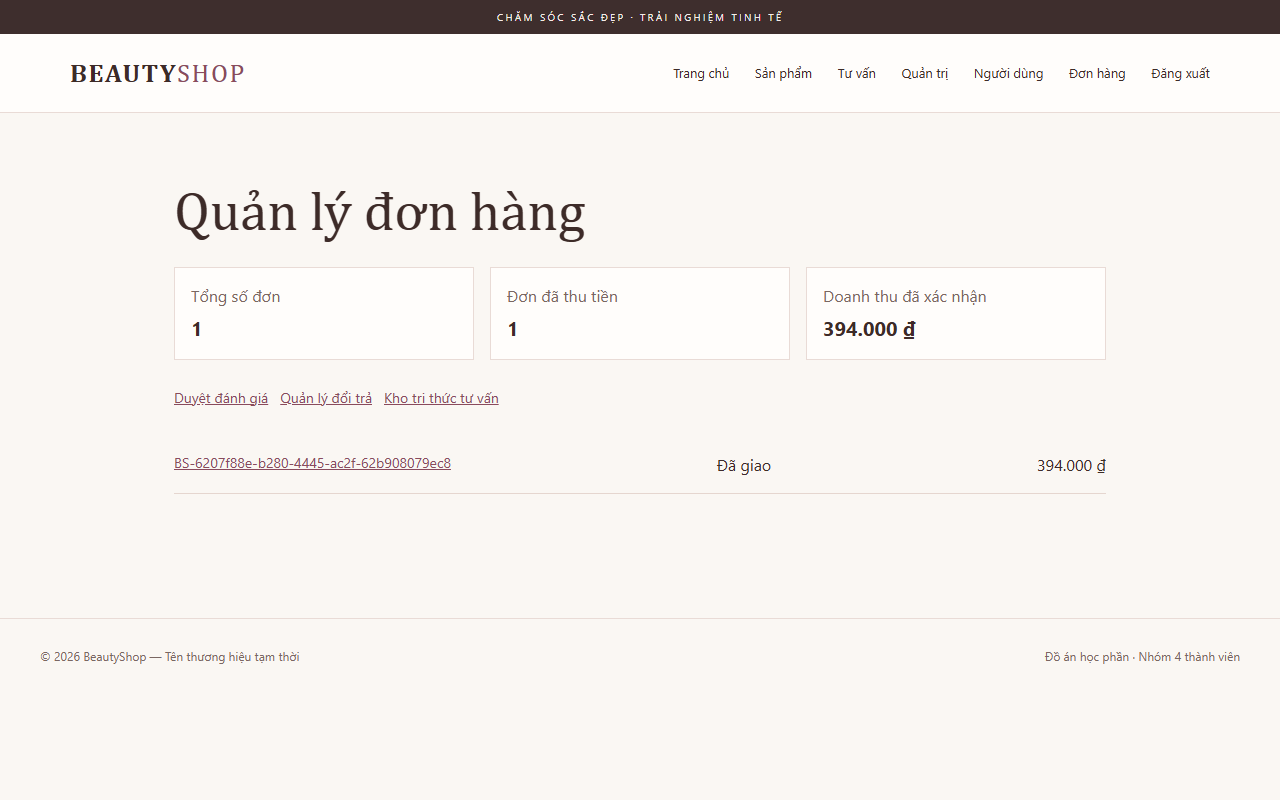 CHĂM SÓC SẮC ĐẸP · TRẢI NGHIỆM TINH TẾ
BEAUTYSHOP
Trang chủ Sản phẩm Tư vấn Quản trị Người dùng Đơn hàng Đăng xuất
Quản lý đơn hàng
Tổng số đơn
1
Đơn đã thu tiền
1
Doanh thu đã xác nhận
394.000 ₫
Duyệt đánh giá Quản lý đổi trả Kho tri thức tư vấn
BS-6207f88e-b280-4445-ac2f-62b908079ec8 Đã giao 394.000 ₫
© 2026 BeautyShop — Tên thương hiệu tạm thời
Đồ án học phần · Nhóm 4 thành viên